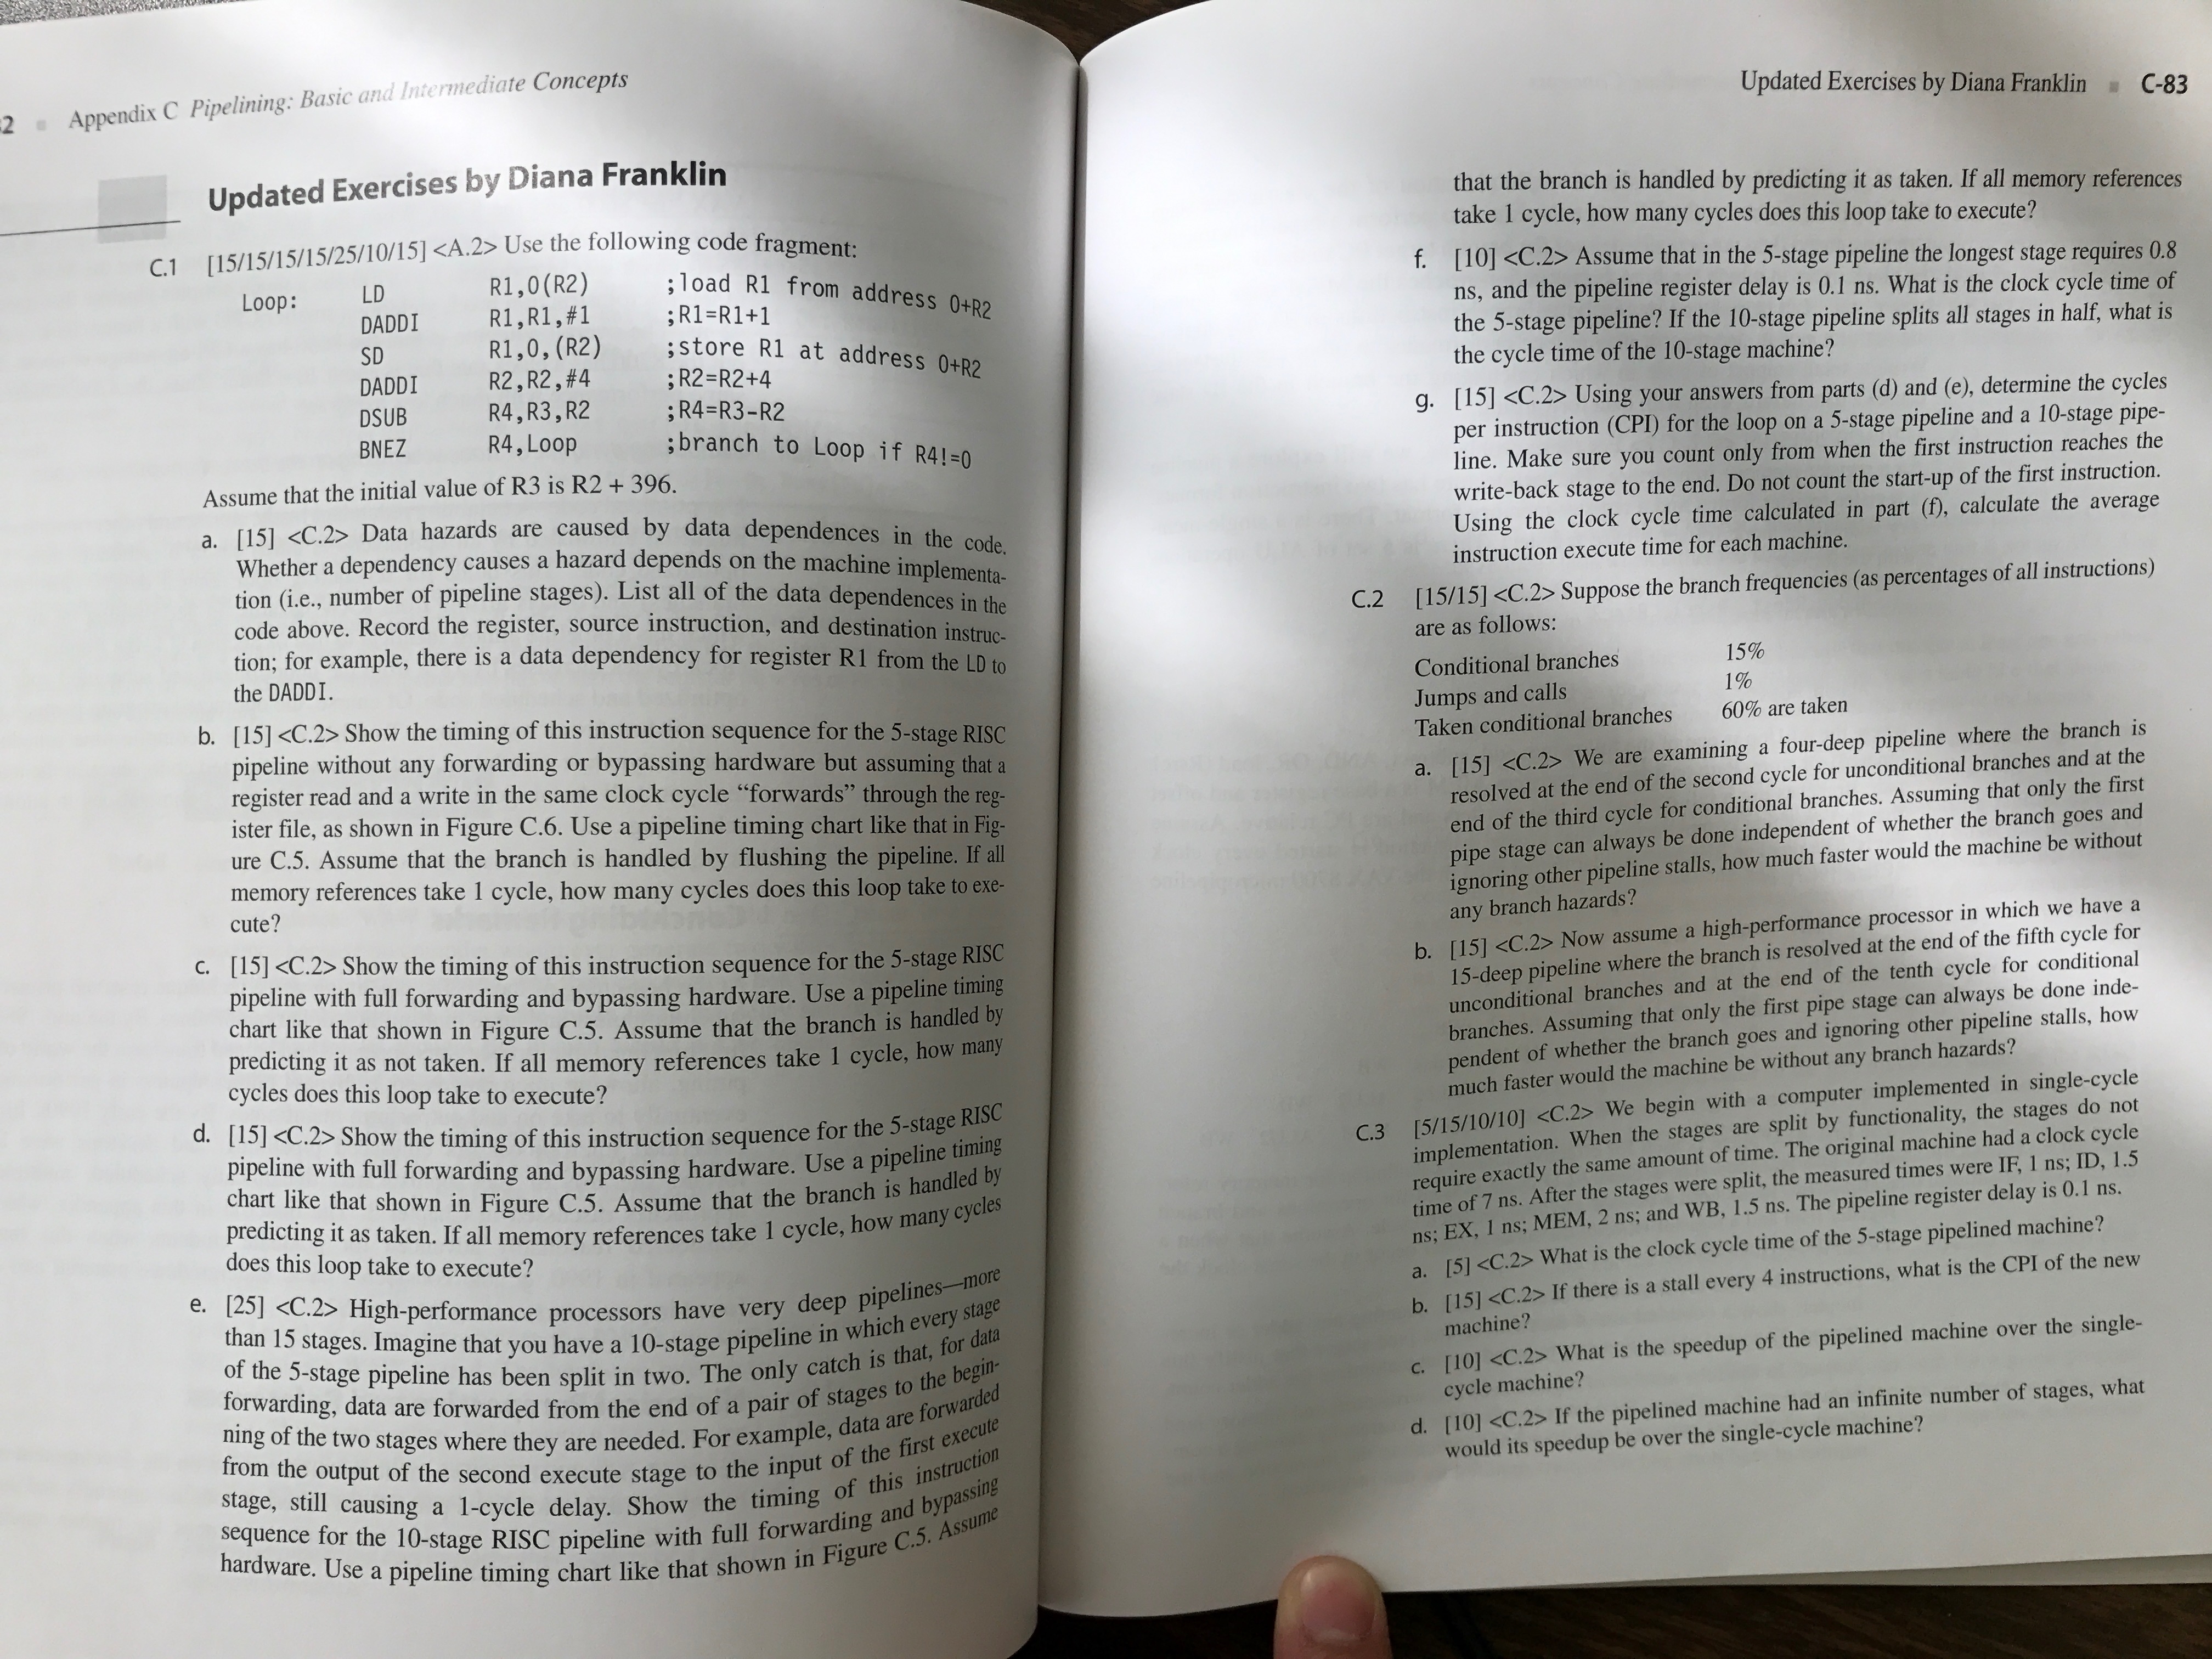 2 ■ Appendix C Pipelining: Basic and Intermediate Concepts
Updated Exercises by Diana Franklin
C.1 [15/15/15/15/25/10/15] <A.2> Use the following code fragment:
Loop: LD R1,0(R2) ;load R1 from address 0+R2
DADDI R1,R1,#1 ;R1=R1+1
SD R1,0,(R2) ;store R1 at address 0+R2
DADDI R2,R2,#4 ;R2=R2+4
DSUB R4,R3,R2 ;R4=R3-R2
BNEZ R4,Loop ;branch to Loop if R4!=0
Assume that the initial value of R3 is R2 + 396.
a. [15] <C.2> Data hazards are caused by data dependences in the code.
Whether a dependency causes a hazard depends on the machine implementa-
tion (i.e., number of pipeline stages). List all of the data dependences in the
code above. Record the register, source instruction, and destination instruc-
tion; for example, there is a data dependency for register R1 from the LD to
the DADDI.
b. [15] <C.2> Show the timing of this instruction sequence for the 5-stage RISC
pipeline without any forwarding or bypassing hardware but assuming that a
register read and a write in the same clock cycle “forwards” through the reg-
ister file, as shown in Figure C.6. Use a pipeline timing chart like that in Fig-
ure C.5. Assume that the branch is handled by flushing the pipeline. If all
memory references take 1 cycle, how many cycles does this loop take to exe-
cute?
c. [15] <C.2> Show the timing of this instruction sequence for the 5-stage RISC
pipeline with full forwarding and bypassing hardware. Use a pipeline timing
chart like that shown in Figure C.5. Assume that the branch is handled by
predicting it as not taken. If all memory references take 1 cycle, how many
cycles does this loop take to execute?
d. [15] <C.2> Show the timing of this instruction sequence for the 5-stage RISC
pipeline with full forwarding and bypassing hardware. Use a pipeline timing
chart like that shown in Figure C.5. Assume that the branch is handled by
predicting it as taken. If all memory references take 1 cycle, how many cycles
does this loop take to execute?
e. [25] <C.2> High-performance processors have very deep pipelines—more
than 15 stages. Imagine that you have a 10-stage pipeline in which every stage
of the 5-stage pipeline has been split in two. The only catch is that, for data
forwarding, data are forwarded from the end of a pair of stages to the begin-
ning of the two stages where they are needed. For example, data are forwarded
from the output of the second execute stage to the input of the first execute
stage, still causing a 1-cycle delay. Show the timing of this instruction
sequence for the 10-stage RISC pipeline with full forwarding and bypassing
hardware. Use a pipeline timing chart like that shown in Figure C.5. Assume
Updated Exercises by Diana Franklin ■ C-83
that the branch is handled by predicting it as taken. If all memory references
take 1 cycle, how many cycles does this loop take to execute?
f. [10] <C.2> Assume that in the 5-stage pipeline the longest stage requires 0.8
ns, and the pipeline register delay is 0.1 ns. What is the clock cycle time of
the 5-stage pipeline? If the 10-stage pipeline splits all stages in half, what is
the cycle time of the 10-stage machine?
g. [15] <C.2> Using your answers from parts (d) and (e), determine the cycles
per instruction (CPI) for the loop on a 5-stage pipeline and a 10-stage pipe-
line. Make sure you count only from when the first instruction reaches the
write-back stage to the end. Do not count the start-up of the first instruction.
Using the clock cycle time calculated in part (f), calculate the average
instruction execute time for each machine.
C.2 [15/15] <C.2> Suppose the branch frequencies (as percentages of all instructions)
are as follows:
Conditional branches 15%
Jumps and calls 1%
Taken conditional branches 60% are taken
a. [15] <C.2> We are examining a four-deep pipeline where the branch is
resolved at the end of the second cycle for unconditional branches and at the
end of the third cycle for conditional branches. Assuming that only the first
pipe stage can always be done independent of whether the branch goes and
ignoring other pipeline stalls, how much faster would the machine be without
any branch hazards?
b. [15] <C.2> Now assume a high-performance processor in which we have a
15-deep pipeline where the branch is resolved at the end of the fifth cycle for
unconditional branches and at the end of the tenth cycle for conditional
branches. Assuming that only the first pipe stage can always be done inde-
pendent of whether the branch goes and ignoring other pipeline stalls, how
much faster would the machine be without any branch hazards?
C.3 [5/15/10/10] <C.2> We begin with a computer implemented in single-cycle
implementation. When the stages are split by functionality, the stages do not
require exactly the same amount of time. The original machine had a clock cycle
time of 7 ns. After the stages were split, the measured times were IF, 1 ns; ID, 1.5
ns; EX, 1 ns; MEM, 2 ns; and WB, 1.5 ns. The pipeline register delay is 0.1 ns.
a. [5] <C.2> What is the clock cycle time of the 5-stage pipelined machine?
b. [15] <C.2> If there is a stall every 4 instructions, what is the CPI of the new
machine?
c. [10] <C.2> What is the speedup of the pipelined machine over the single-
cycle machine?
d. [10] <C.2> If the pipelined machine had an infinite number of stages, what
would its speedup be over the single-cycle machine?